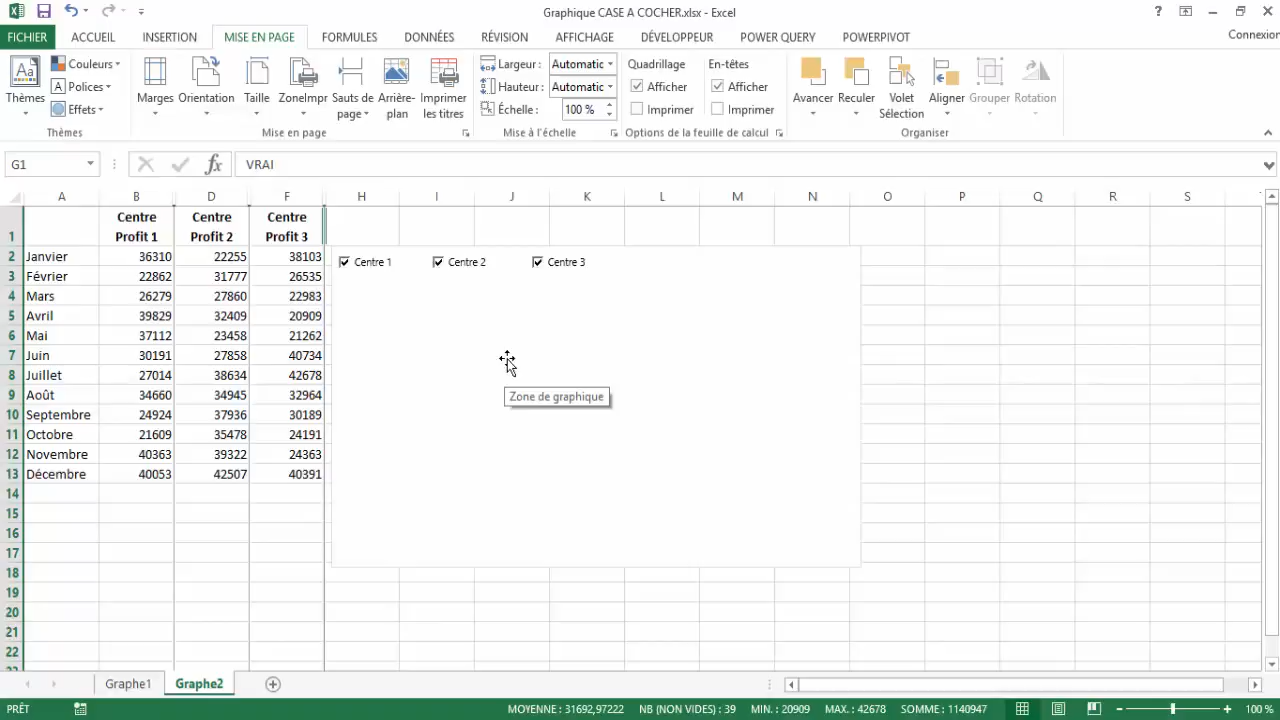 Graphique CASE A COCHER.xlsx - Excel
?
FICHIER ACCUEIL INSERTION MISE EN PAGE FORMULES DONNÉES RÉVISION AFFICHAGE DÉVELOPPEUR POWER QUERY POWERPIVOT Connexion
Couleurs
Polices
Effets
Thèmes
Thèmes
Marges Orientation Taille ZoneImpr Sauts de page Arrière-plan Imprimer les titres
Mise en page
Largeur : Automatic
Hauteur : Automatic
Échelle : 100 %
Mise à l'échelle
Quadrillage En-têtes
Afficher Afficher
Imprimer Imprimer
Options de la feuille de calcul
Avancer Reculer Volet Sélection Aligner Grouper Rotation
Organiser
G1 fx VRAI
A B D F H I J K L M N O P Q R S
1 Centre Profit 1 Centre Profit 2 Centre Profit 3
2 Janvier 36310 22255 38103
3 Février 22862 31777 26535
4 Mars 26279 27860 22983
5 Avril 39829 32409 20909
6 Mai 37112 23458 21262
7 Juin 30191 27858 40734
8 Juillet 27014 38634 42678
9 Août 34660 34945 32964
10 Septembre 24924 37936 30189
11 Octobre 21609 35478 24191
12 Novembre 40363 39322 24363
13 Décembre 40053 42507 40391
14
15
16
17
18
19
20
21
22
Centre 1 Centre 2 Centre 3
Zone de graphique
Graphe1 Graphe2
PRÊT MOYENNE : 31692,97222 NB (NON VIDES) : 39 MIN. : 20909 MAX. : 42678 SOMME : 1140947 100 %